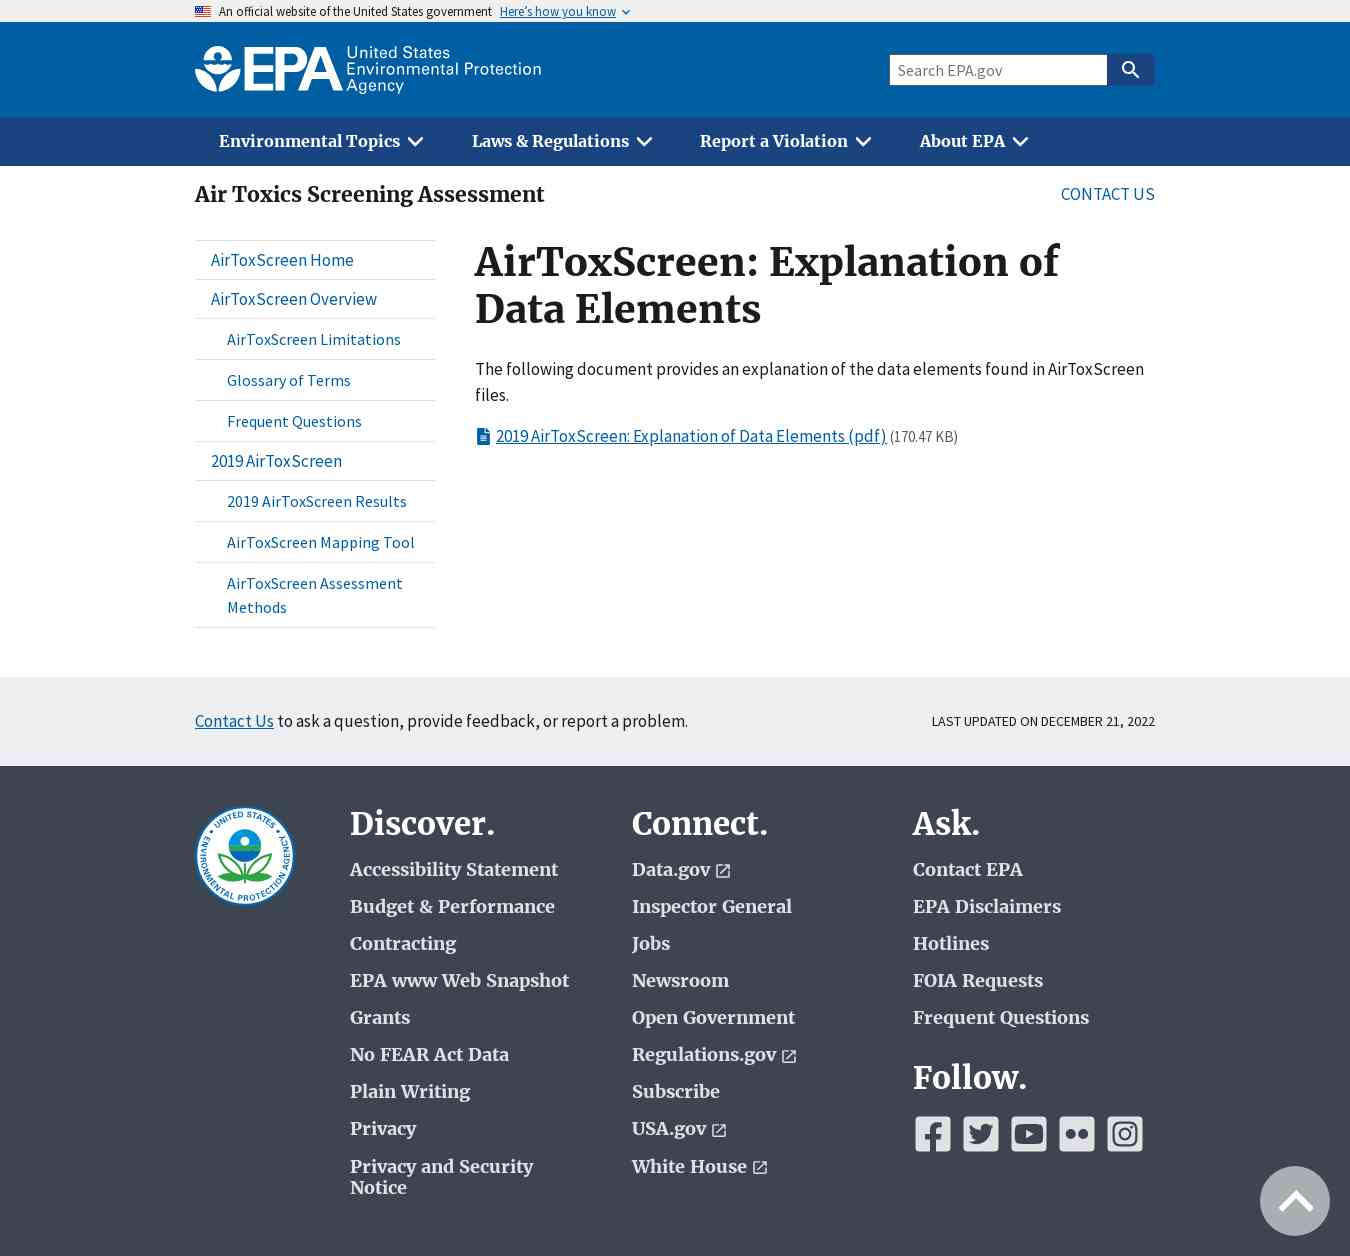 An official website of the United States government Here’s how you know
EPA United States
Environmental Protection
Agency
Search EPA.gov
Environmental Topics Laws & Regulations Report a Violation About EPA
Air Toxics Screening Assessment
CONTACT US
AirToxScreen Home
AirToxScreen Overview
AirToxScreen Limitations
Glossary of Terms
Frequent Questions
2019 AirToxScreen
2019 AirToxScreen Results
AirToxScreen Mapping Tool
AirToxScreen Assessment
Methods
AirToxScreen: Explanation of
Data Elements
The following document provides an explanation of the data elements found in AirToxScreen
files.
2019 AirToxScreen: Explanation of Data Elements (pdf) (170.47 KB)
Contact Us to ask a question, provide feedback, or report a problem.
LAST UPDATED ON DECEMBER 21, 2022
UNITED STATES
ENVIRONMENTAL PROTECTION AGENCY
Discover.
Accessibility Statement
Budget & Performance
Contracting
EPA www Web Snapshot
Grants
No FEAR Act Data
Plain Writing
Privacy
Privacy and Security
Notice
Connect.
Data.gov
Inspector General
Jobs
Newsroom
Open Government
Regulations.gov
Subscribe
USA.gov
White House
Ask.
Contact EPA
EPA Disclaimers
Hotlines
FOIA Requests
Frequent Questions
Follow.